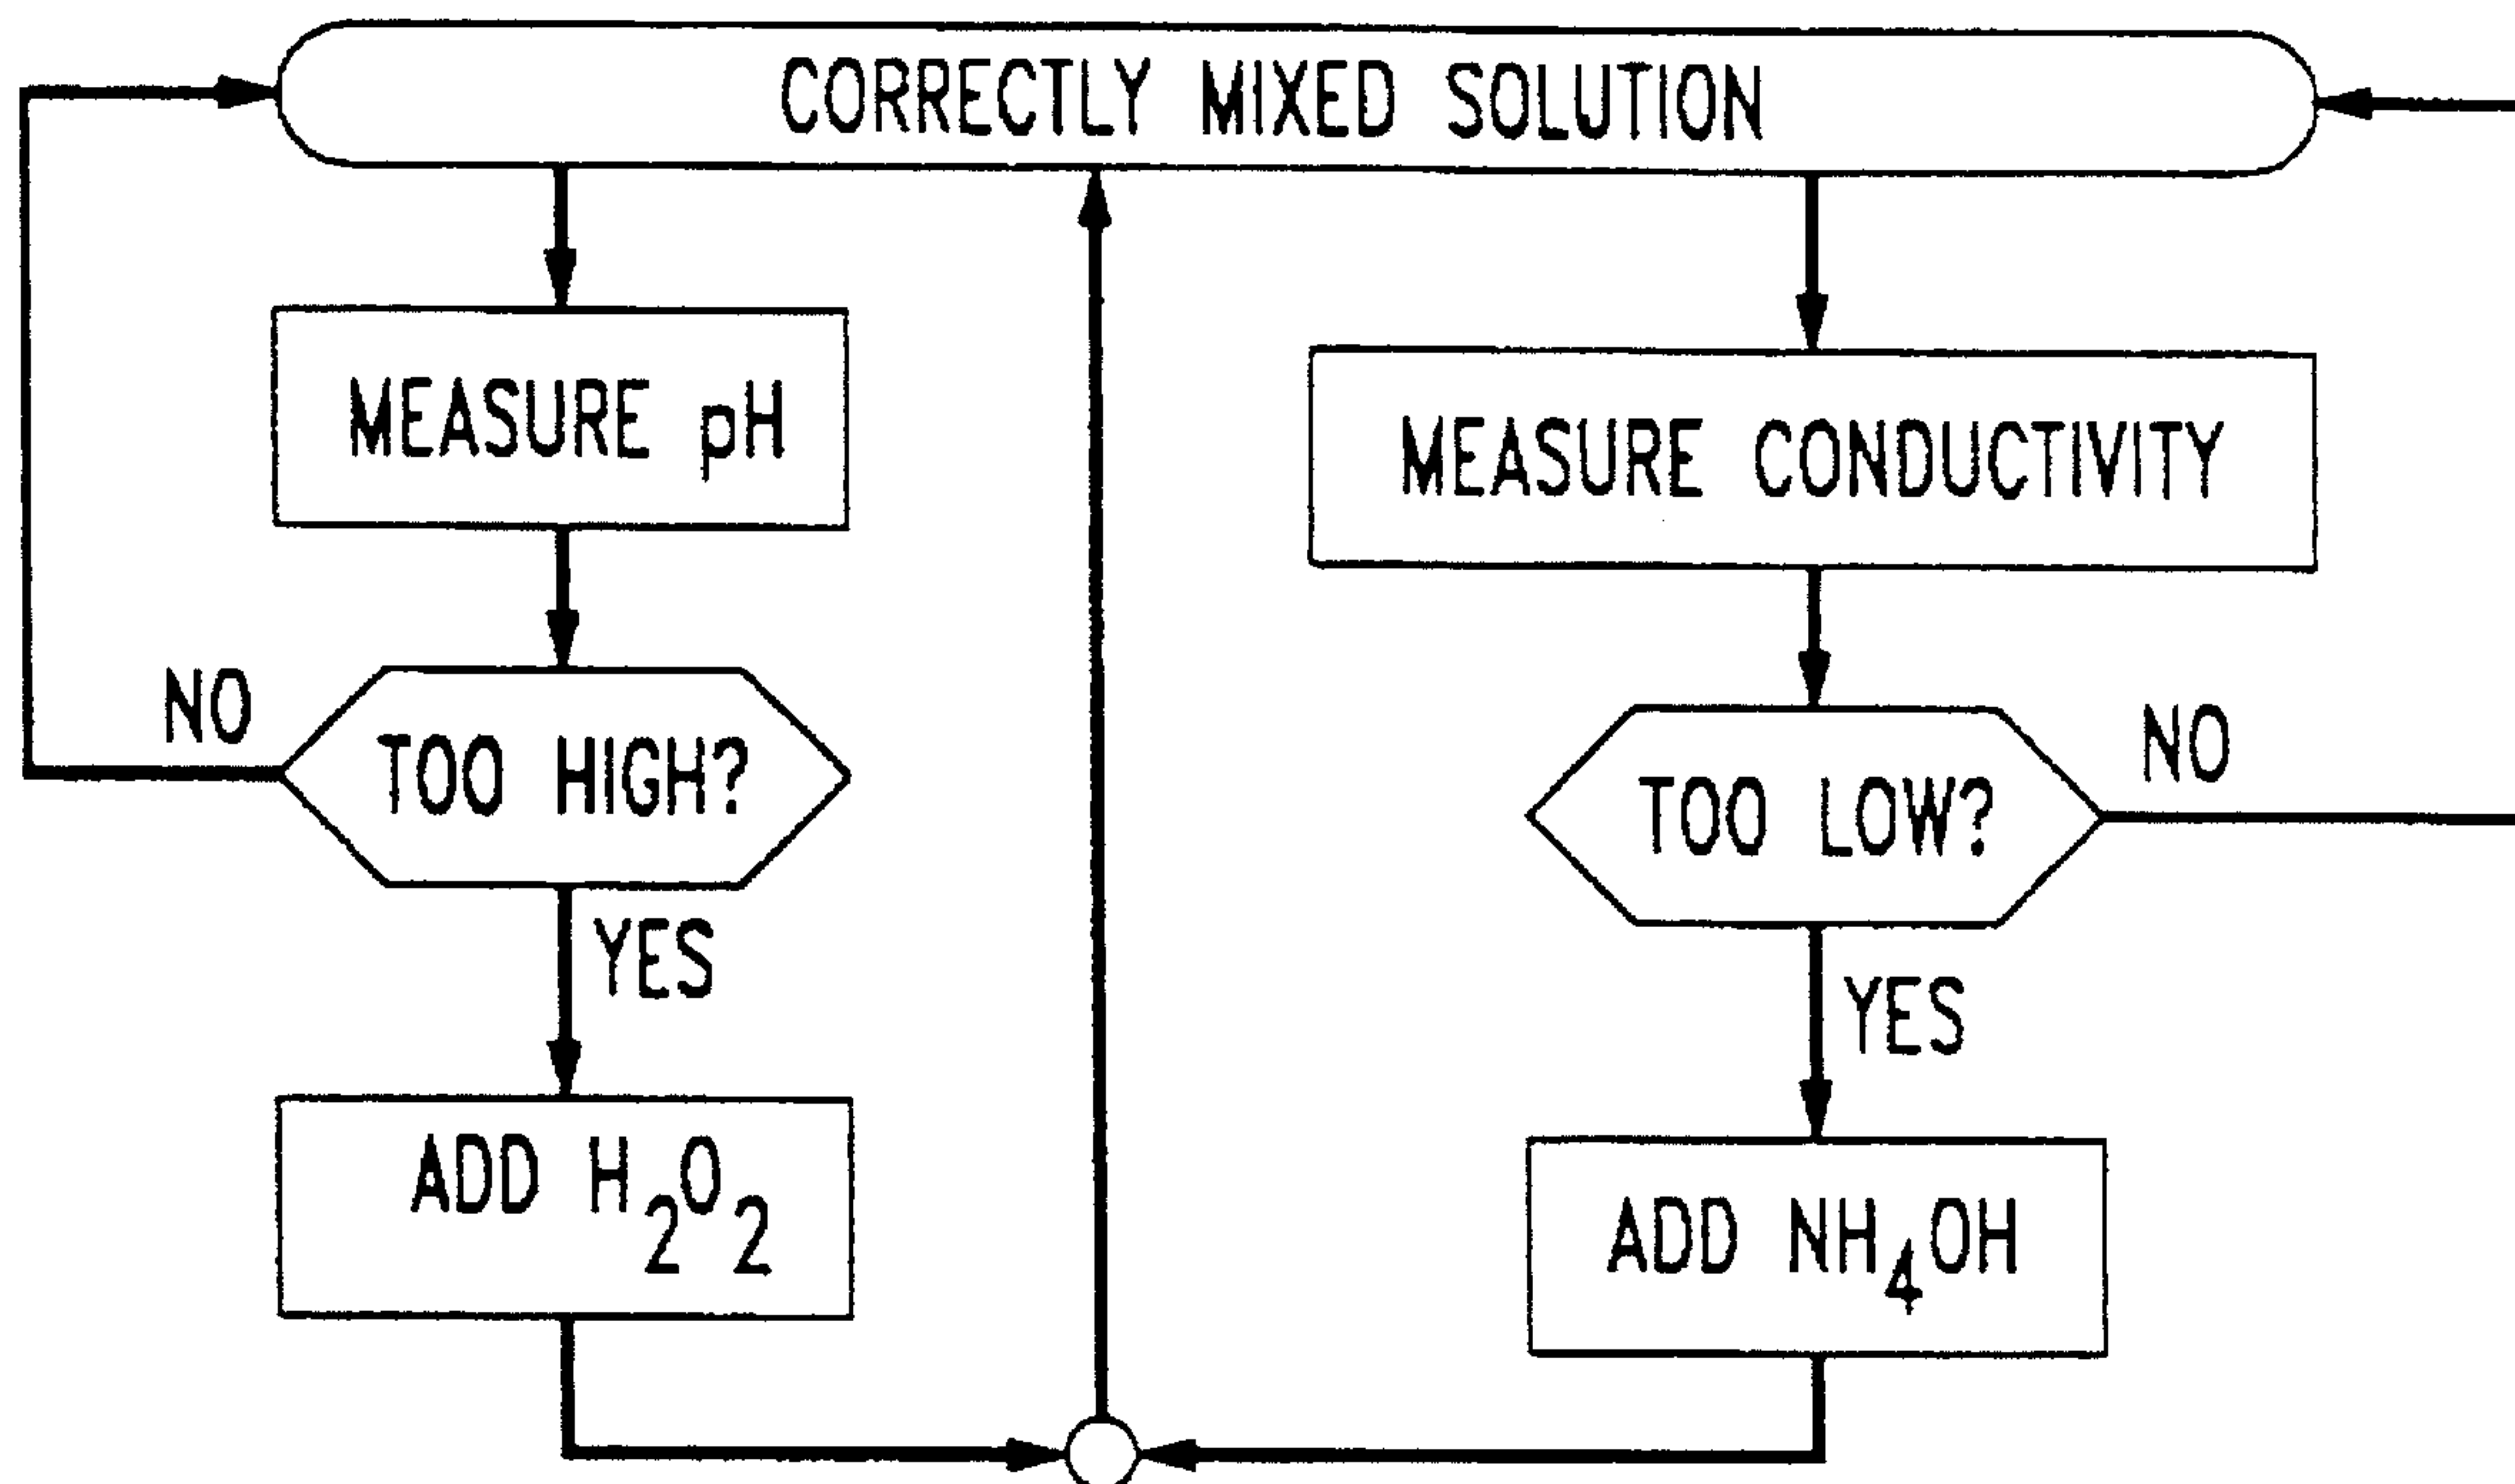 CORRECTLY MIXED SOLUTION
MEASURE pH
MEASURE CONDUCTIVITY
NO
TOO HIGH?
NO
TOO LOW?
YES
YES
ADD H₂O₂
ADD NH₄OH